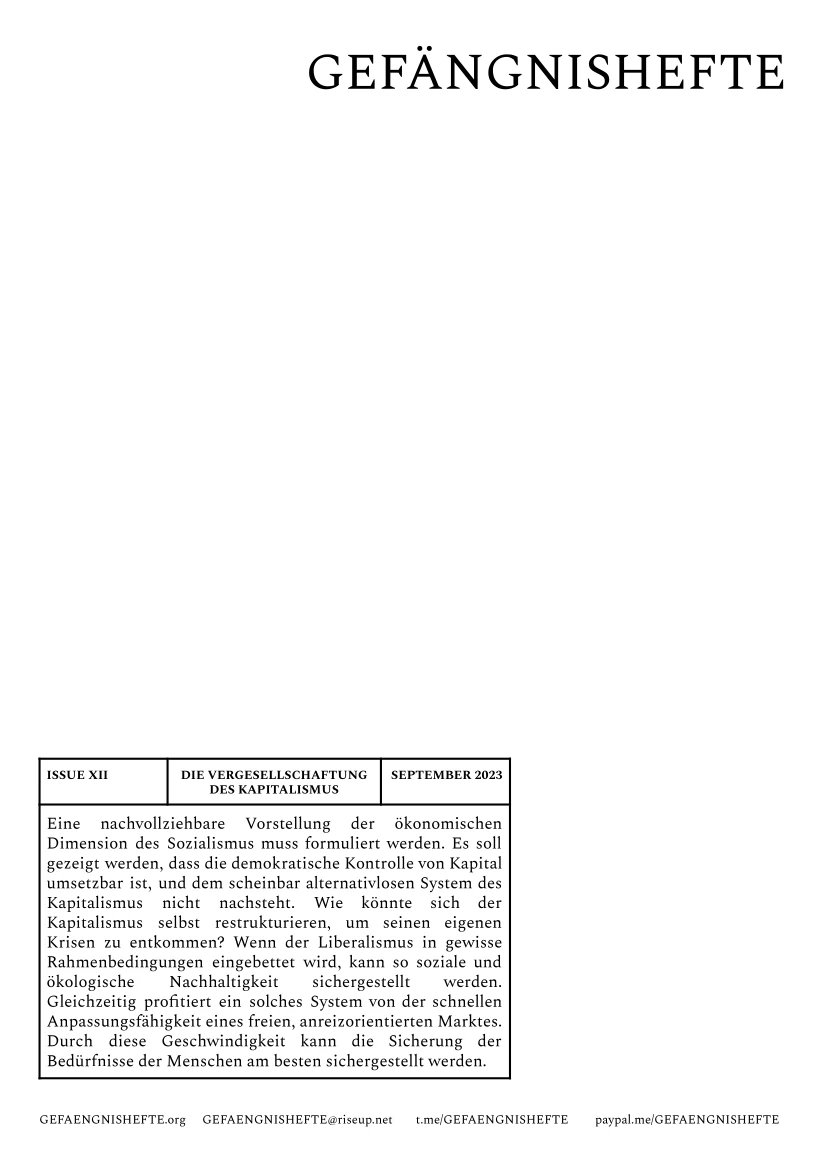 GEFÄNGNISHEFTE
ISSUE XII
DIE VERGESELLSCHAFTUNG
DES KAPITALISMUS
SEPTEMBER 2023
Eine nachvollziehbare Vorstellung der ökonomischen
Dimension des Sozialismus muss formuliert werden. Es soll
gezeigt werden, dass die demokratische Kontrolle von Kapital
umsetzbar ist, und dem scheinbar alternativlosen System des
Kapitalismus nicht nachsteht. Wie könnte sich der
Kapitalismus selbst restrukturieren, um seinen eigenen
Krisen zu entkommen? Wenn der Liberalismus in gewisse
Rahmenbedingungen eingebettet wird, kann so soziale und
ökologische Nachhaltigkeit sichergestellt werden.
Gleichzeitig profitiert ein solches System von der schnellen
Anpassungsfähigkeit eines freien, anreizorientierten Marktes.
Durch diese Geschwindigkeit kann die Sicherung der
Bedürfnisse der Menschen am besten sichergestellt werden.
GEFAENGNISHEFTE.org GEFAENGNISHEFTE@riseup.net t.me/GEFAENGNISHEFTE paypal.me/GEFAENGNISHEFTE